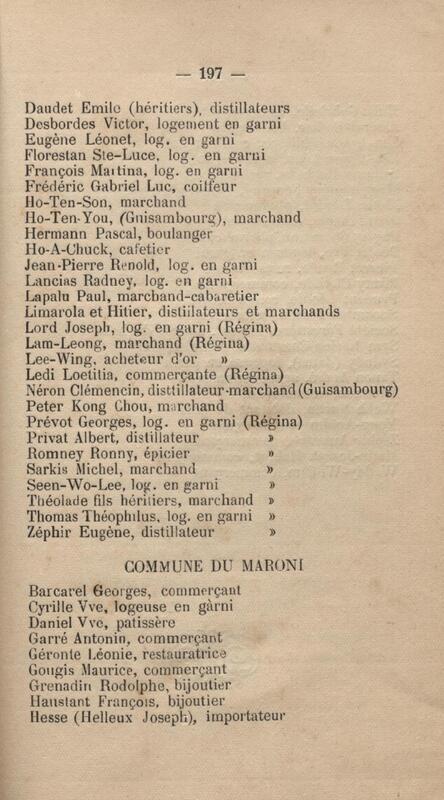 — 197 —
Daudet Emile (héritiers), distillateurs
Desbordes Victor, logement en garni
Eugène Léonet, log. en garni
Florestan Ste-Luce, log. en garni
François Martina, log. en garni
Frédéric Gabriel Luc, coiffeur
Ho-Ten-Son, marchand
Ho-Ten-You, (Guisambourg), marchand
Hermann Pascal, boulanger
Ho-A-Chuck, cafetier
Jean-Pierre Renold, log. en garni
Lancias Radney, log. en garni
Lapalu Paul, marchand-cabaretier
Limarola et Hitier, distillateurs et marchands
Lord Joseph, log. en garni (Régina)
Lam-Leong, marchand (Régina)
Lee-Wing, acheteur d'or »
Ledi Loetitia, commerçante (Régina)
Néron Clémencin, disttillateur-marchand (Guisambourg)
Peter Kong Chou, marchand
Prévot Georges, log. en garni (Régina)
Privat Albert, distillateur »
Romney Ronny, épicier »
Sarkis Michel, marchand »
Seen-Wo-Lee, log. en garni »
Théolade fils héritiers, marchand »
Thomas Théophilus, log. en garni »
Zéphir Eugène, distillateur »
COMMUNE DU MARONI
Barcarel Georges, commerçant
Cyrille Vve, logeuse en gàrni
Daniel Vve, patissère
Garré Antonin, commerçant
Géronte Léonie, restauratrice
Gougis Maurice, commerçant
Grenadin Rodolphe, bijoutier
Haustant François, bijoutier
Hesse (Helleux Joseph), importateur